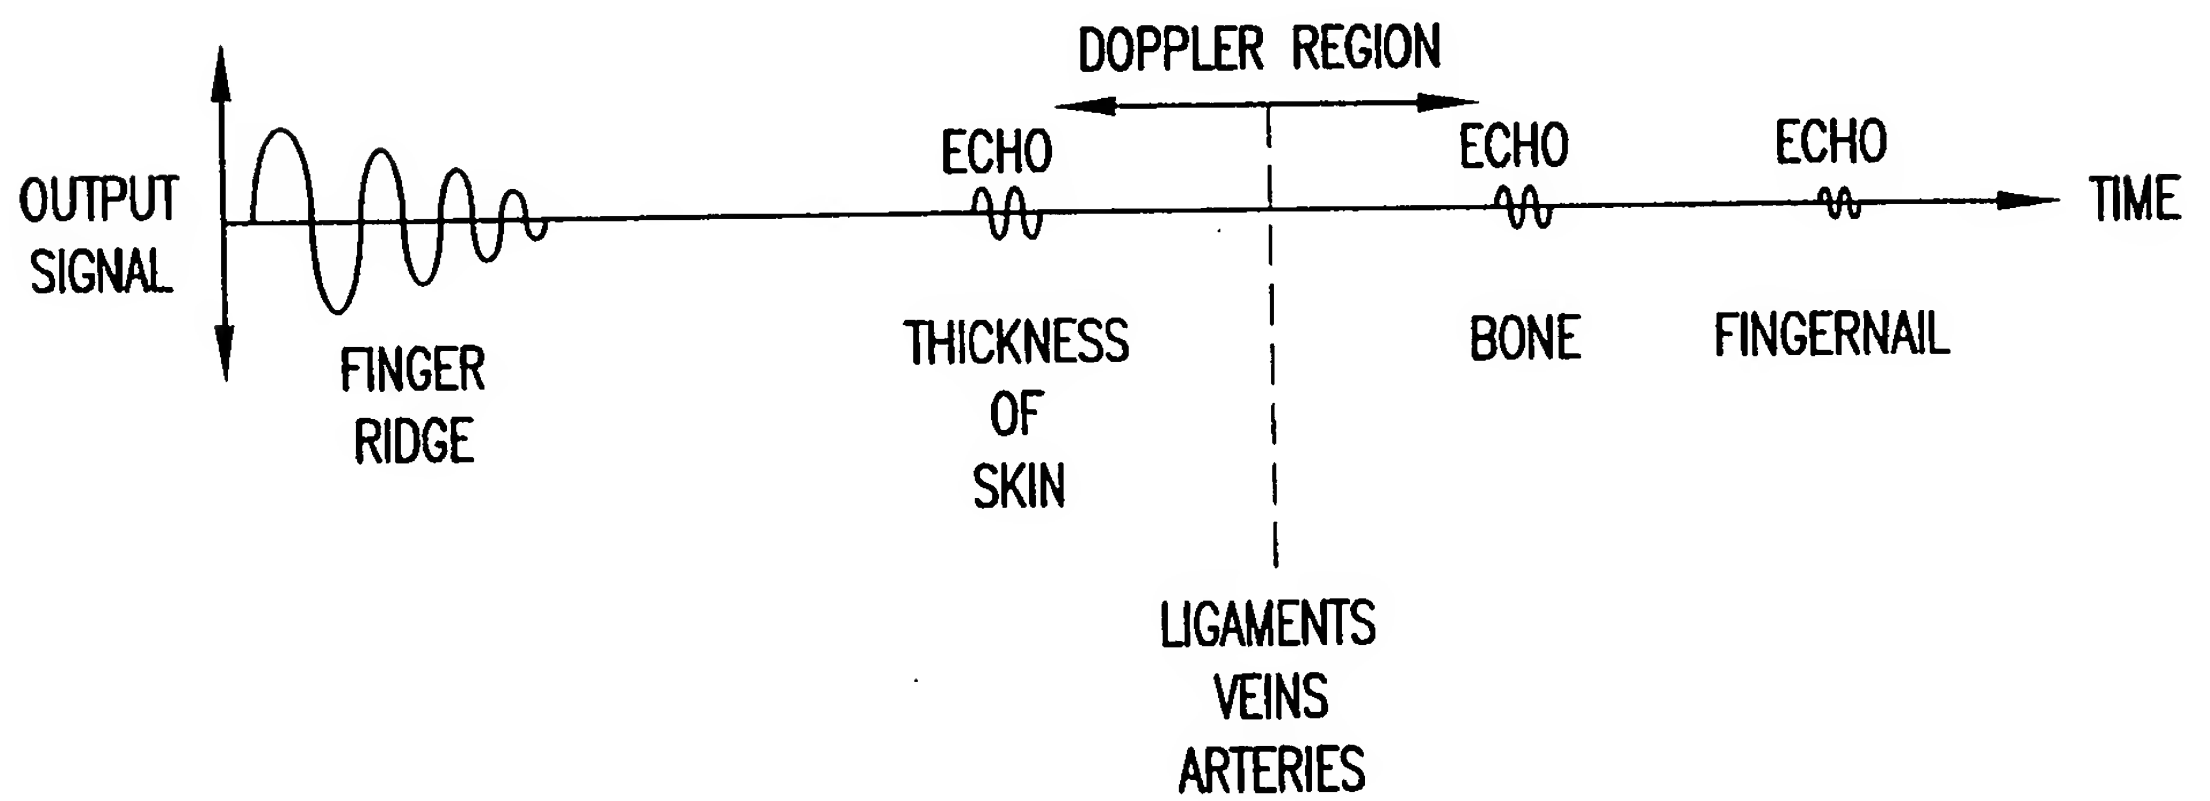 DOPPLER REGION
ECHO
ECHO
ECHO
OUTPUT
SIGNAL
TIME
FINGER
RIDGE
THICKNESS
OF
SKIN
BONE
FINGERNAIL
LIGAMENTS
VEINS
ARTERIES